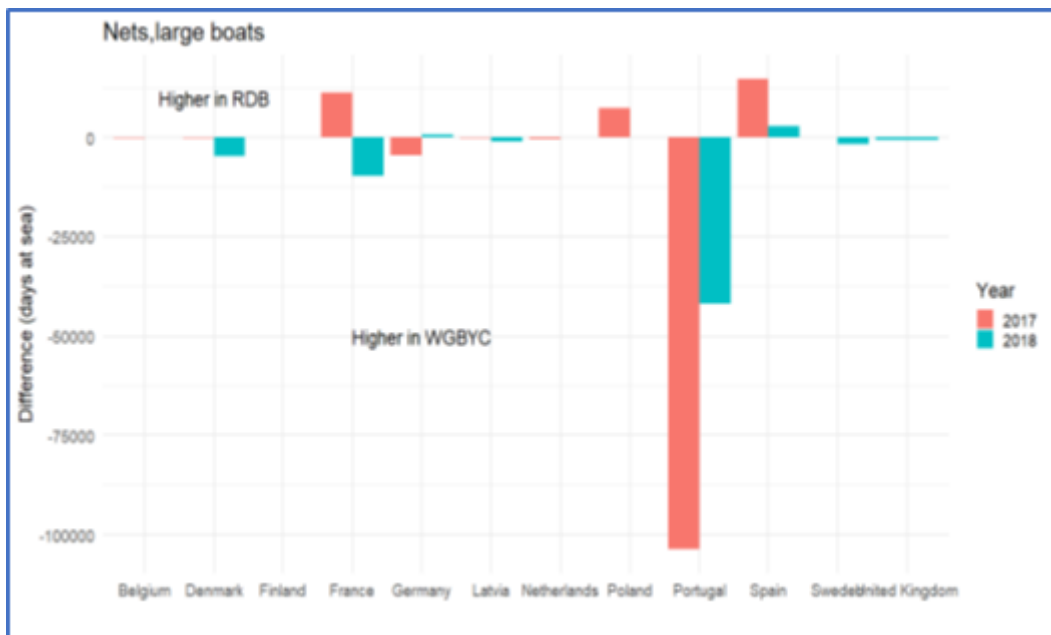 Nets,large boats
Higher in RDB
Higher in WGBYC
Difference (days at sea)
0
-25000
-50000
-75000
-100000
Belgium Denmark Finland France Germany Latvia Netherlands Poland Portugal Spain Sweden United Kingdom
Year
2017
2018